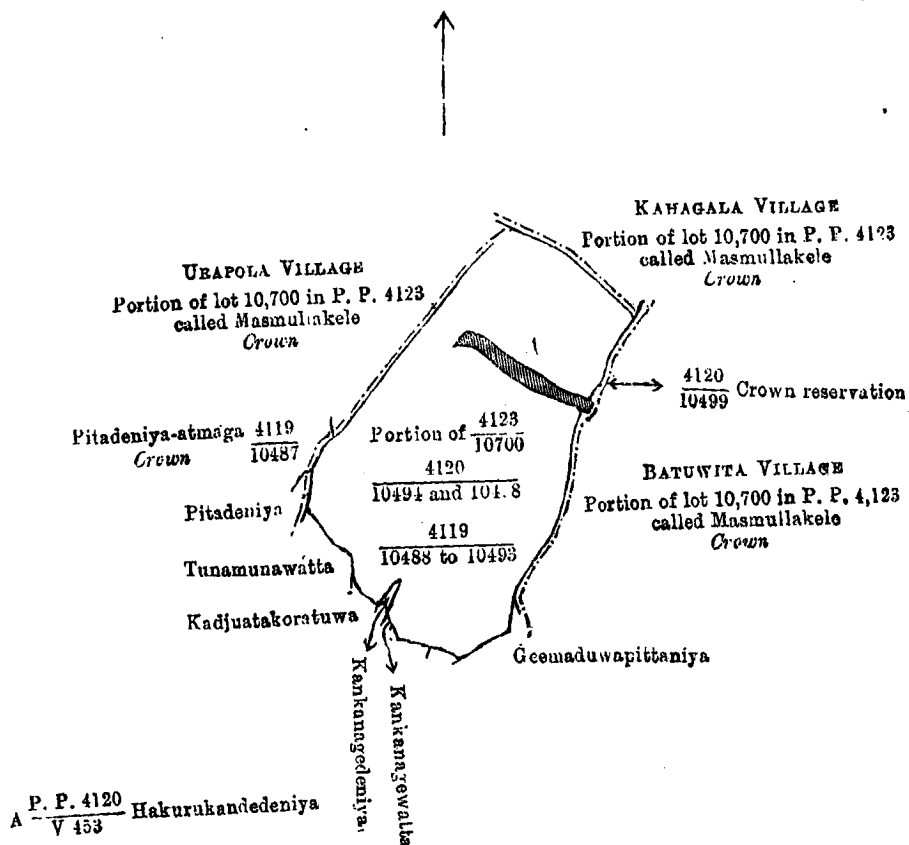 KAHAGALA VILLAGE
Portion of lot 10,700 in P. P. 4123
called Masmullakele
Crown
URAPOLA VILLAGE
Portion of lot 10,700 in P. P. 4123
called Masmullakele
Crown
1
4120
10499 Crown reservation
Pitadeniya-atmaga 4119
Crown 10487
Portion of 4123
10700
4120
10494 and
4119
10488 to 10493
BATUWITA VILLAGE
Portion of lot 10,700 in P. P. 4,123
called Masmullakele
Crown
Pitadeniya
Tunamunawatta
Kadjuatakoratuwa
Geemaduwapittaniya
Kankanagedeniya
Kankanagewatta
A P. P. 4120
V 453 Hakurukandedeniya